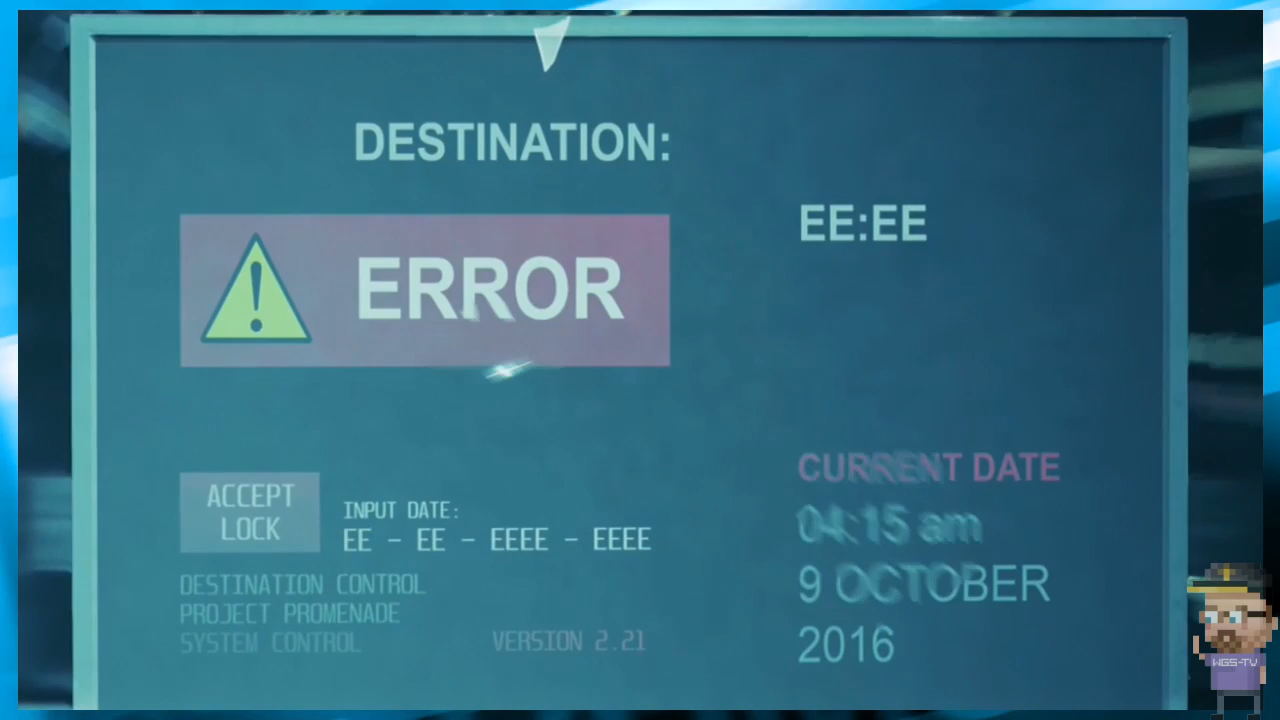 DESTINATION:
EE:EE
ERROR
CURRENT DATE
04:15 am
9 OCTOBER
2016
ACCEPT
LOCK
INPUT DATE:
EE - EE - EEEE - EEEE
DESTINATION CONTROL
PROJECT PROMENADE
SYSTEM CONTROL
VERSION 2.21
WGS-TV